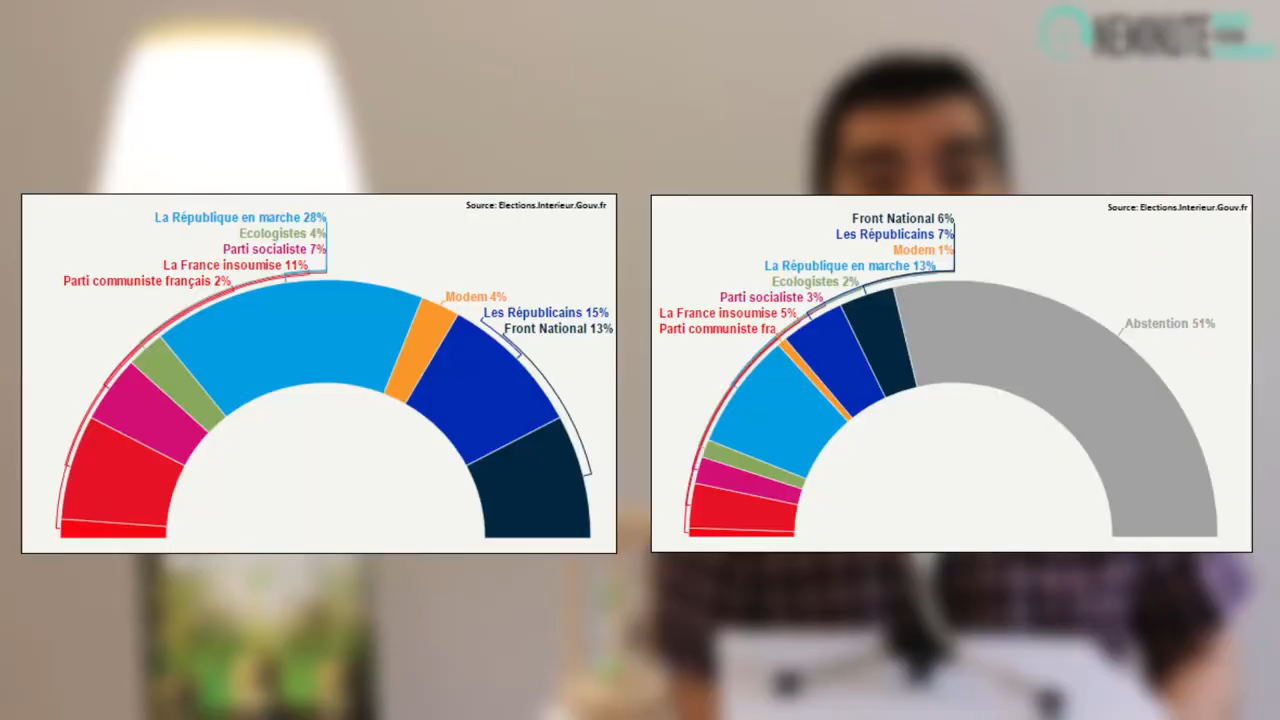 Source: Elections.Interieur.Gouv.fr
La République en marche 28%
Ecologistes 4%
Parti socialiste 7%
La France insoumise 11%
Parti communiste français 2%
Modem 4%
Les Républicains 15%
Front National 13%
Source: Elections.Interieur.Gouv.fr
Front National 6%
Les Républicains 7%
Modem 1%
La République en marche 13%
Ecologistes 2%
Parti socialiste 3%
La France insoumise 5%
Parti communiste fra
Abstention 51%